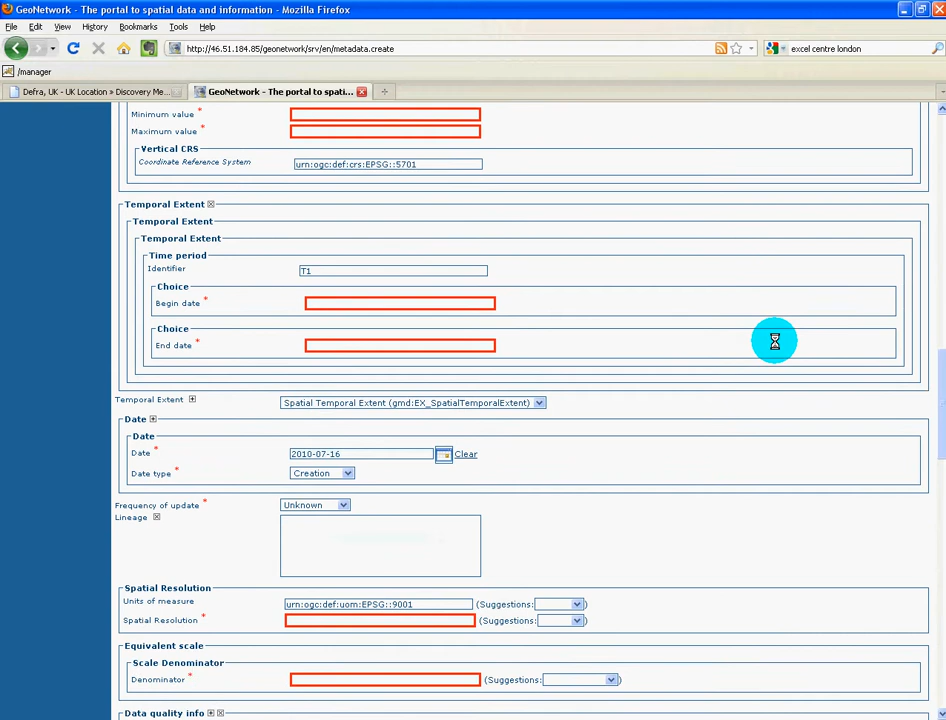 GeoNetwork - The portal to spatial data and information - Mozilla Firefox
File Edit View History Bookmarks Tools Help
http://46.51.184.85/geonetwork/srv/en/metadata.create
excel centre london
/manager
Defra, UK - UK Location » Discovery Me...
GeoNetwork - The portal to spati...
Minimum value *
Maximum value *
Vertical CRS
Coordinate Reference System urn:ogc:def:crs:EPSG::5701
Temporal Extent
Temporal Extent
Temporal Extent
Time period
Identifier T1
Choice
Begin date *
Choice
End date *
Temporal Extent Spatial Temporal Extent (gmd:EX_SpatialTemporalExtent)
Date
Date
Date * 2010-07-16 Clear
Date type * Creation
Frequency of update * Unknown
Lineage
Spatial Resolution
Units of measure urn:ogc:def:uom:EPSG::9001 (Suggestions: )
Spatial Resolution * (Suggestions: )
Equivalent scale
Scale Denominator
Denominator * (Suggestions: )
Data quality info